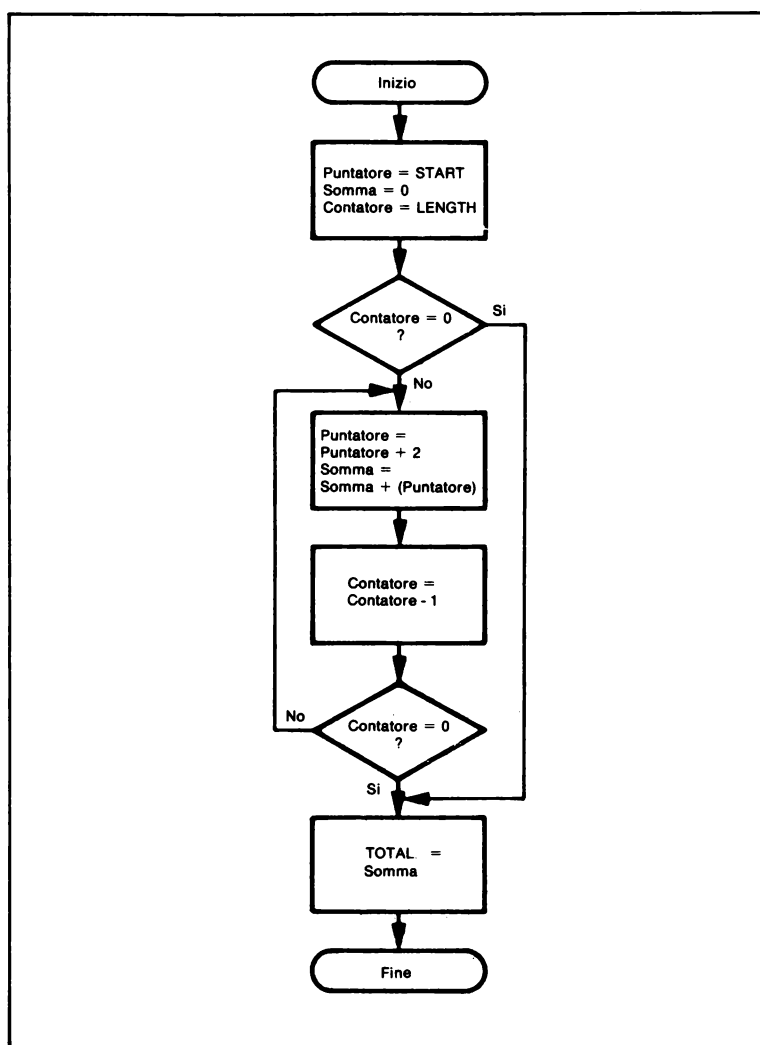 Inizio
Puntatore = START
Somma = 0
Contatore = LENGTH
Contatore = 0
?
Si
No
Puntatore =
Puntatore + 2
Somma =
Somma + (Puntatore)
Contatore =
Contatore - 1
No
Contatore = 0
?
Si
TOTAL =
Somma
Fine